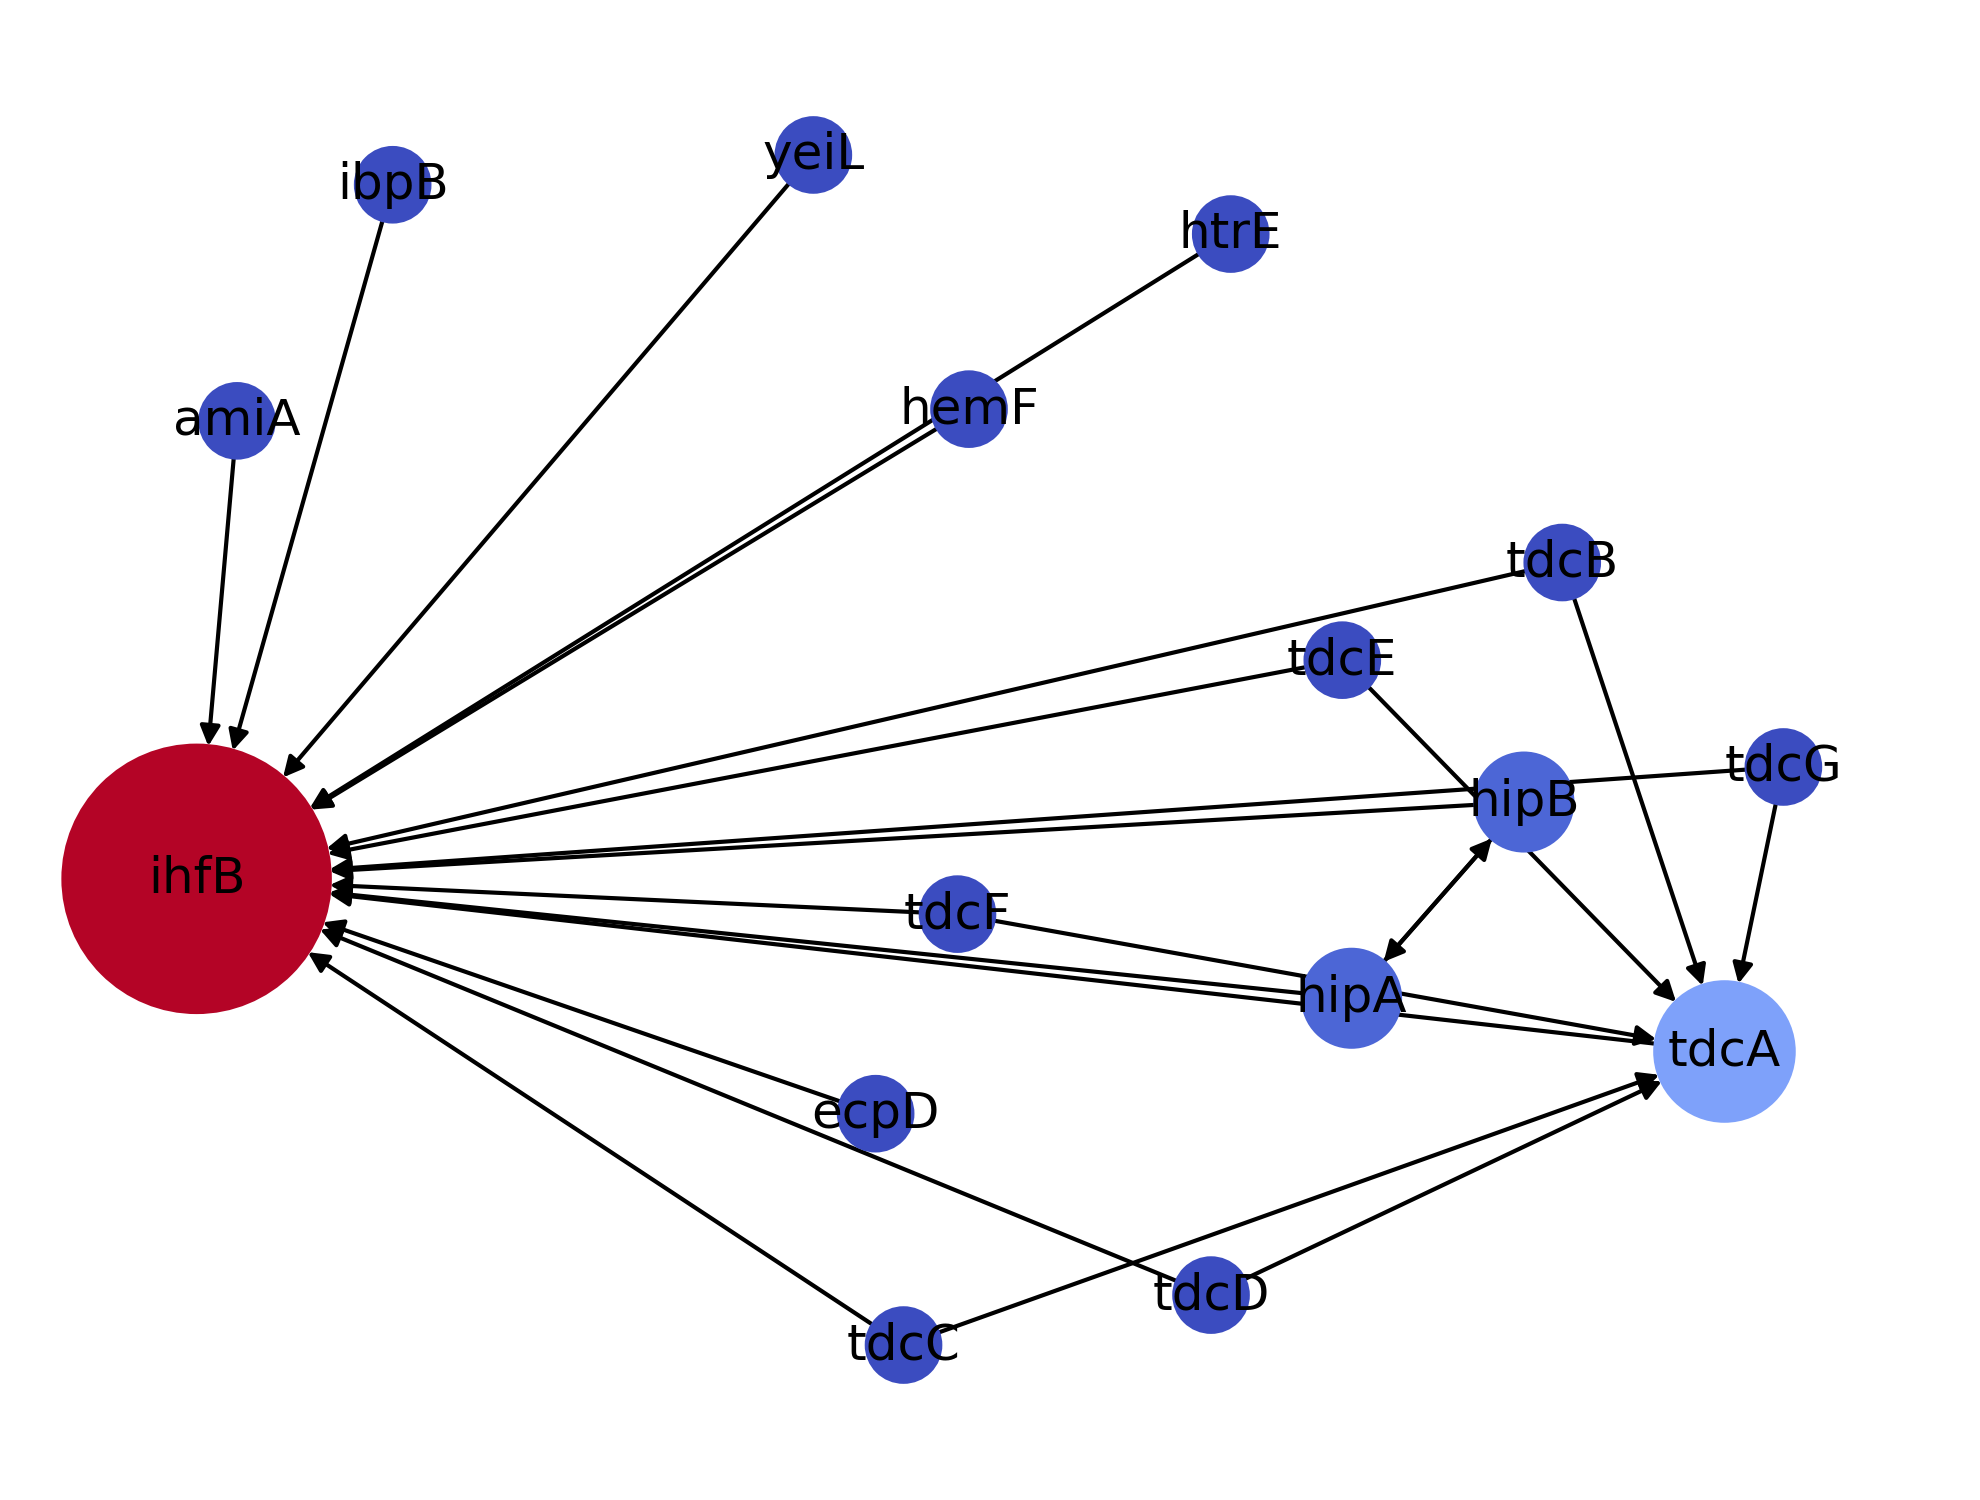 yeiL
ibpB
htrE
hemF
amiA
tdcB
tdcE
tdcG
hipB
ihfB
tdcF
hipA
tdcA
ecpD
tdcD
tdcC